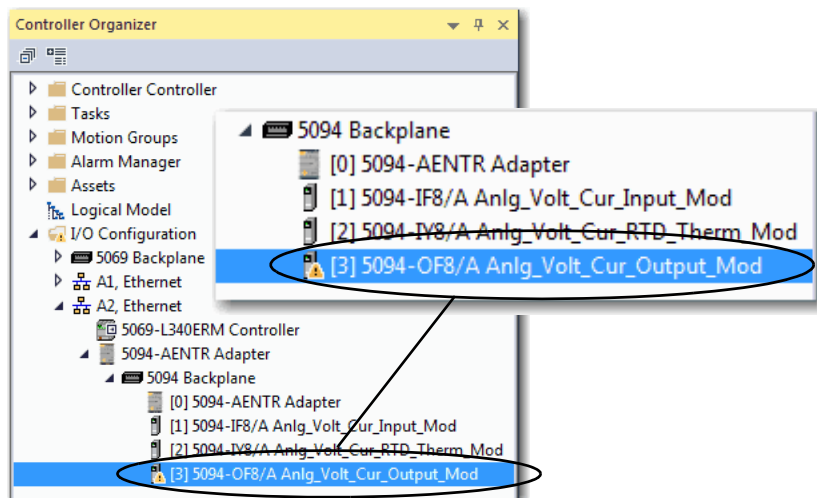 Controller Organizer
Controller Controller
Tasks
Motion Groups
Alarm Manager
Assets
Logical Model
I/O Configuration
5069 Backplane
A1, Ethernet
A2, Ethernet
5069-L340ERM Controller
5094-AENTR Adapter
5094 Backplane
[0] 5094-AENTR Adapter
[1] 5094-IF8/A Anlg_Volt_Cur_Input_Mod
[2] 5094-IY8/A Anlg_Volt_Cur_RTD_Therm_Mod
[3] 5094-OF8/A Anlg_Volt_Cur_Output_Mod
5094 Backplane
[0] 5094-AENTR Adapter
[1] 5094-IF8/A Anlg_Volt_Cur_Input_Mod
[2] 5094-IY8/A Anlg_Volt_Cur_RTD_Therm_Mod
[3] 5094-OF8/A Anlg_Volt_Cur_Output_Mod